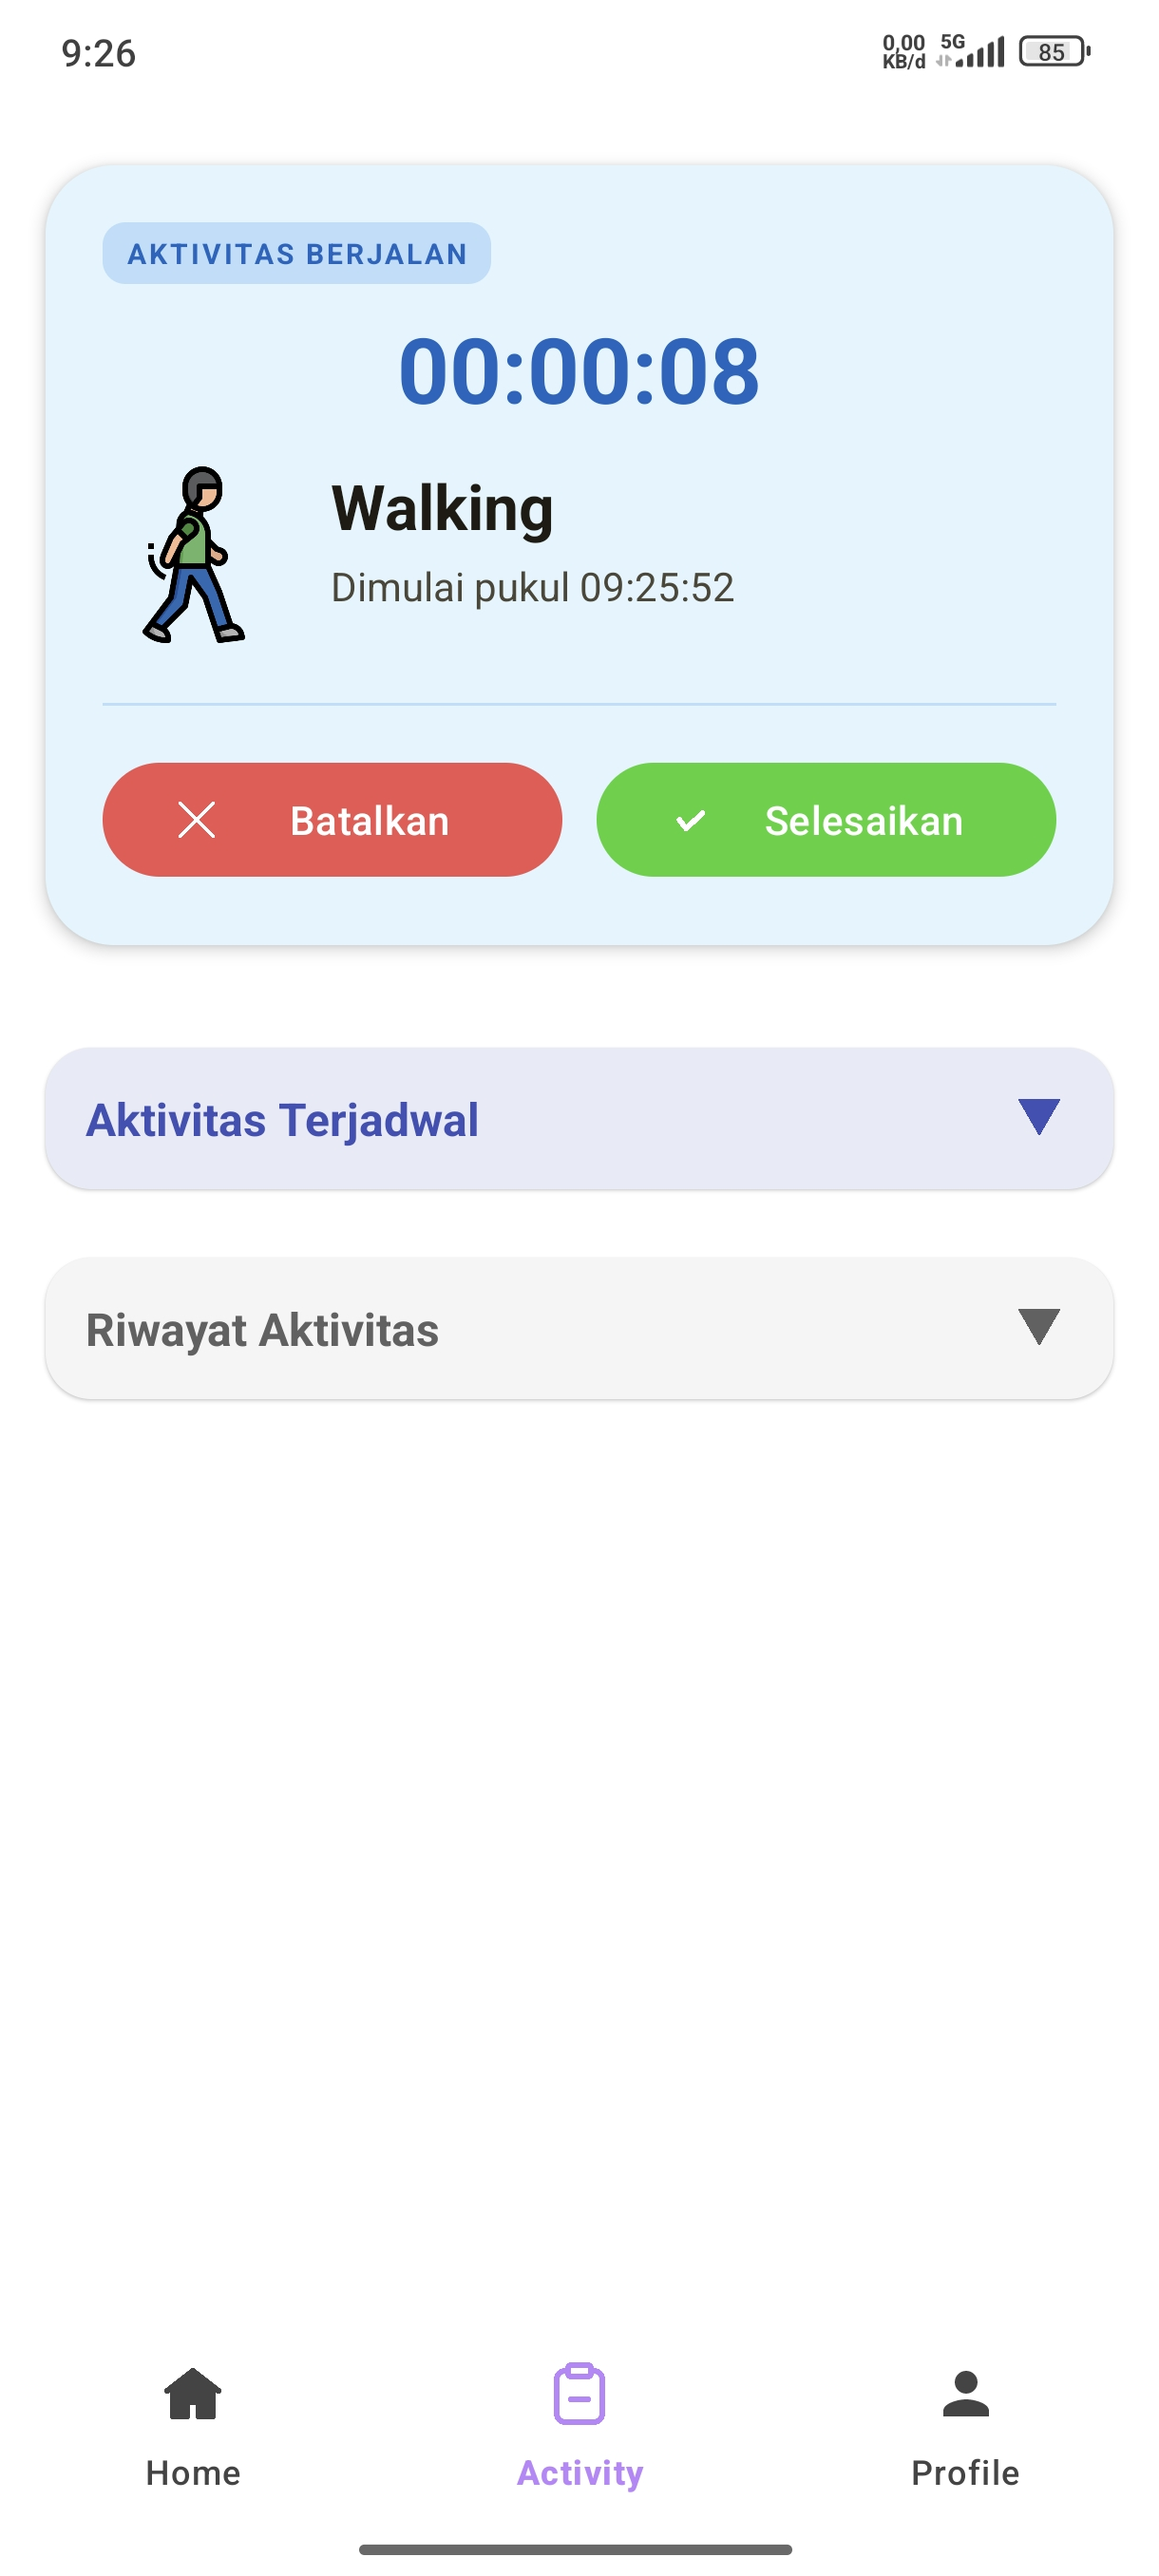 9:26
0,00 KB/d 5G 85
AKTIVITAS BERJALAN
00:00:08
Walking
Dimulai pukul 09:25:52
Batalkan
Selesaikan
Aktivitas Terjadwal
Riwayat Aktivitas
Home
Activity
Profile